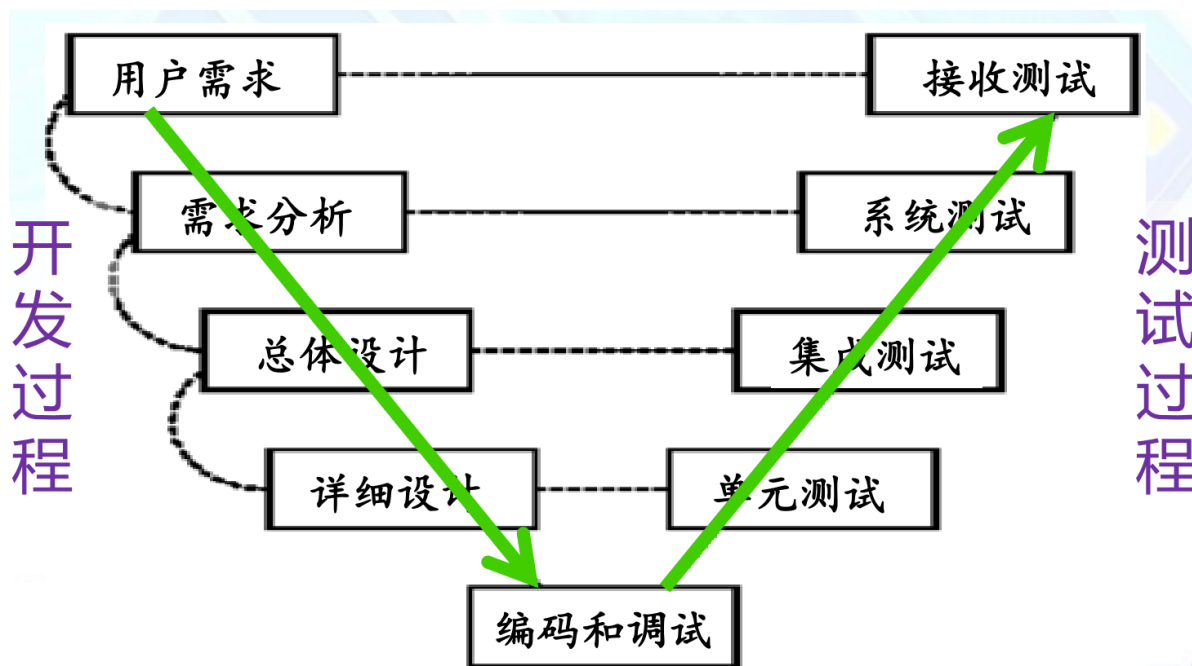 用户需求
接收测试
需求分析
系统测试
开发过程
测试过程
总体设计
集成测试
详细设计
单元测试
编码和调试